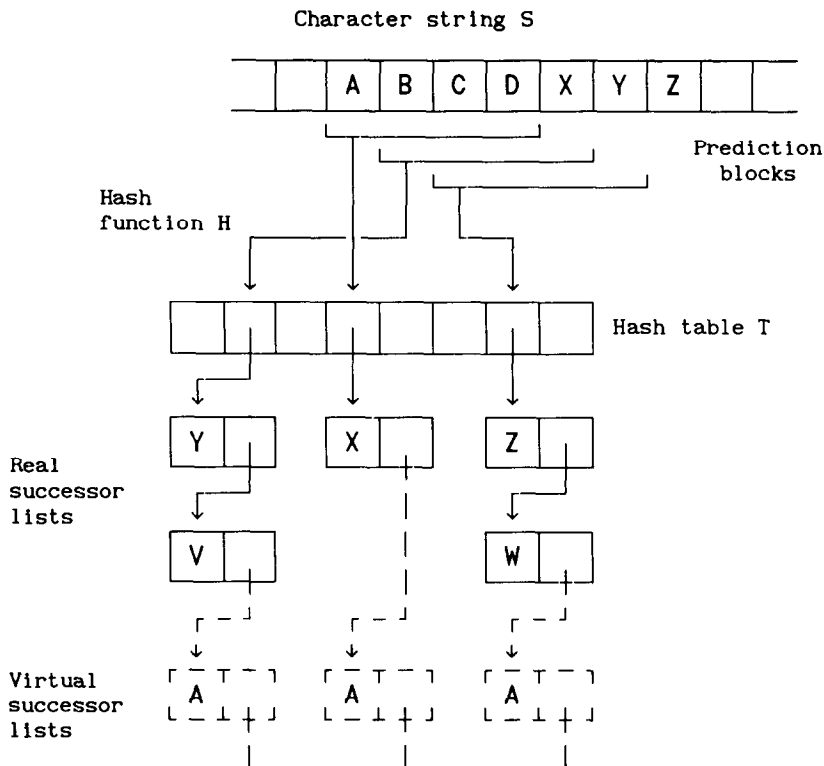 Character string S
A B C D X Y Z
Prediction
blocks
Hash
function H
Hash table T
Y X Z
Real
successor
lists
V W
Virtual
successor
lists
A A A